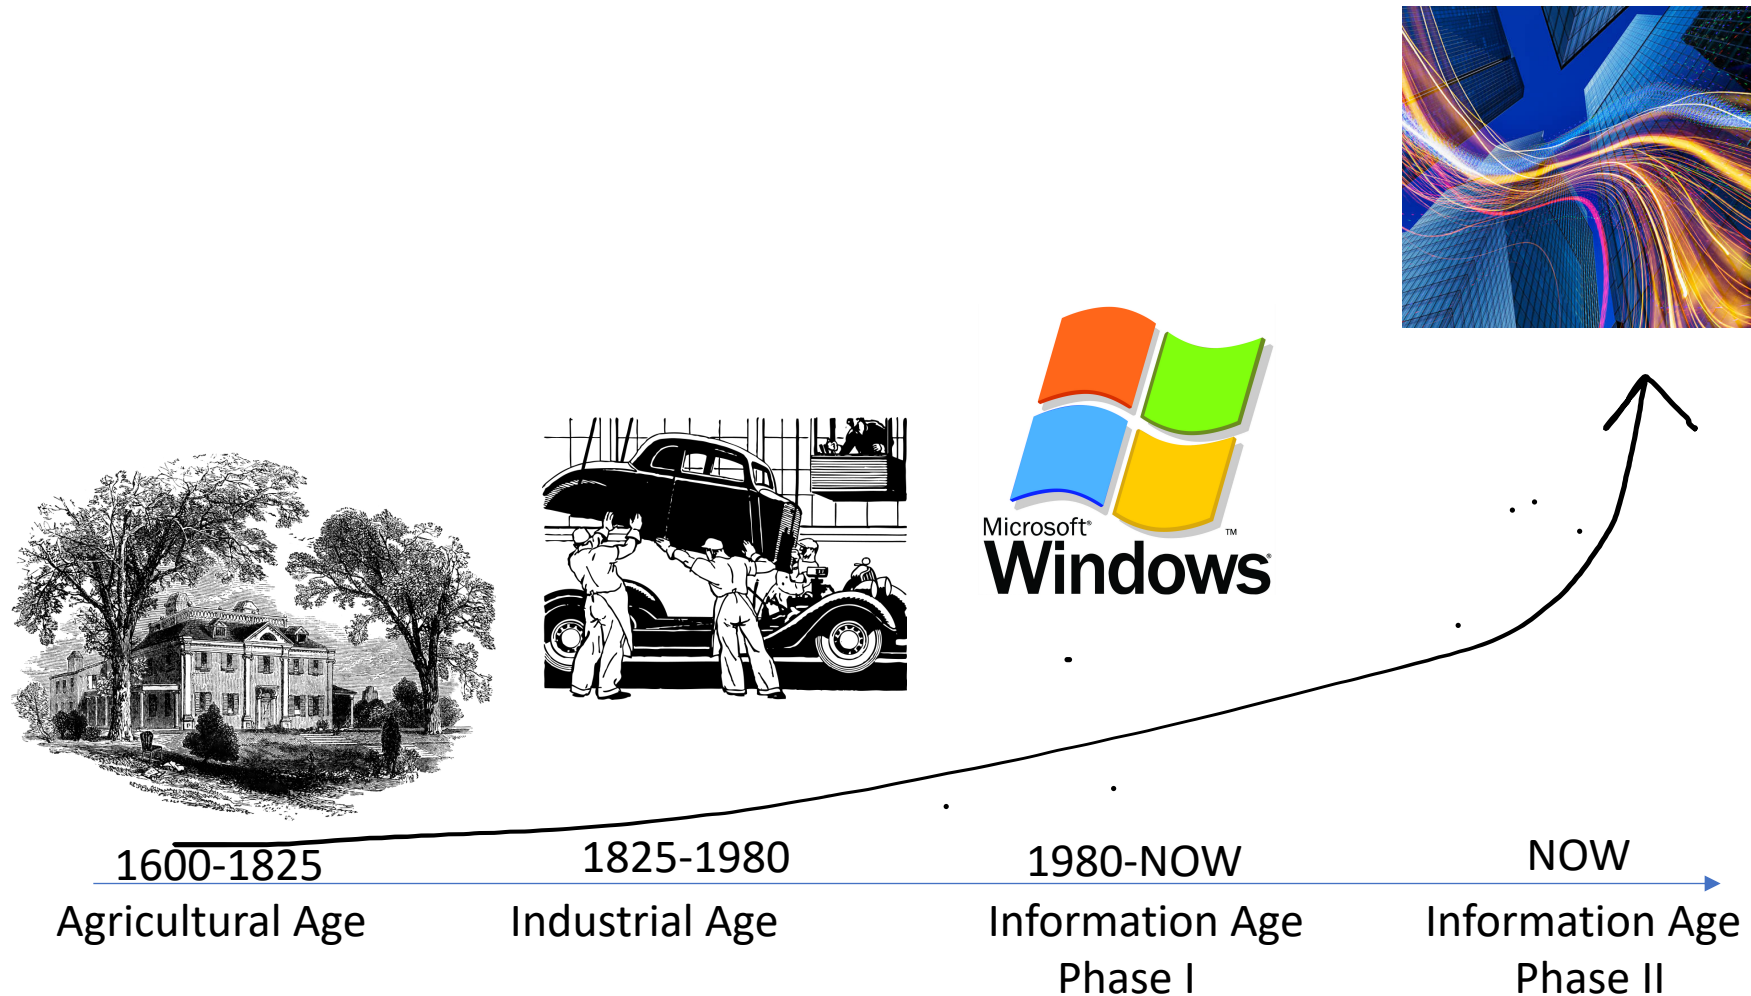 Microsoft®
Windows®
™
1600-1825
1825-1980
1980-NOW
NOW
Agricultural Age
Industrial Age
Information Age
Phase I
Information Age
Phase II